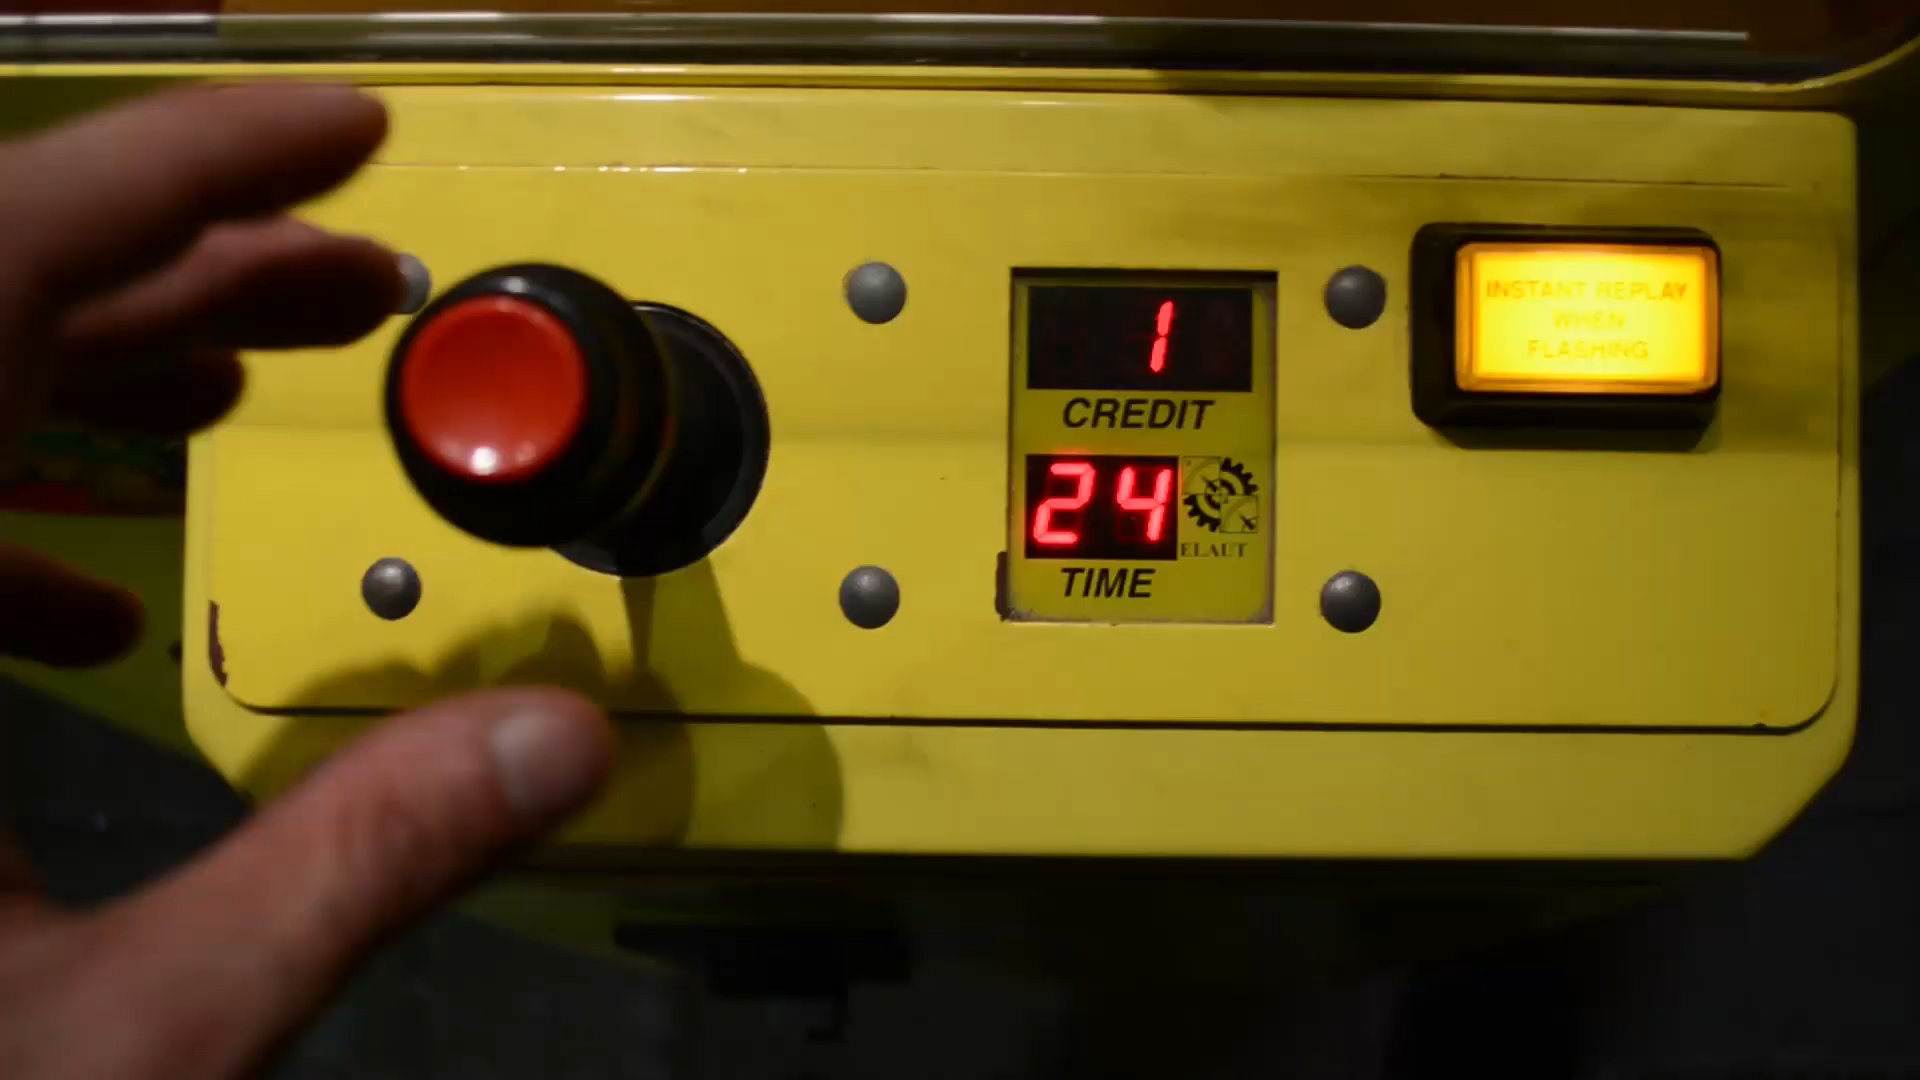 INSTANT REPLAY
WHEN
FLASHING
1
CREDIT
24
ELAUT
TIME